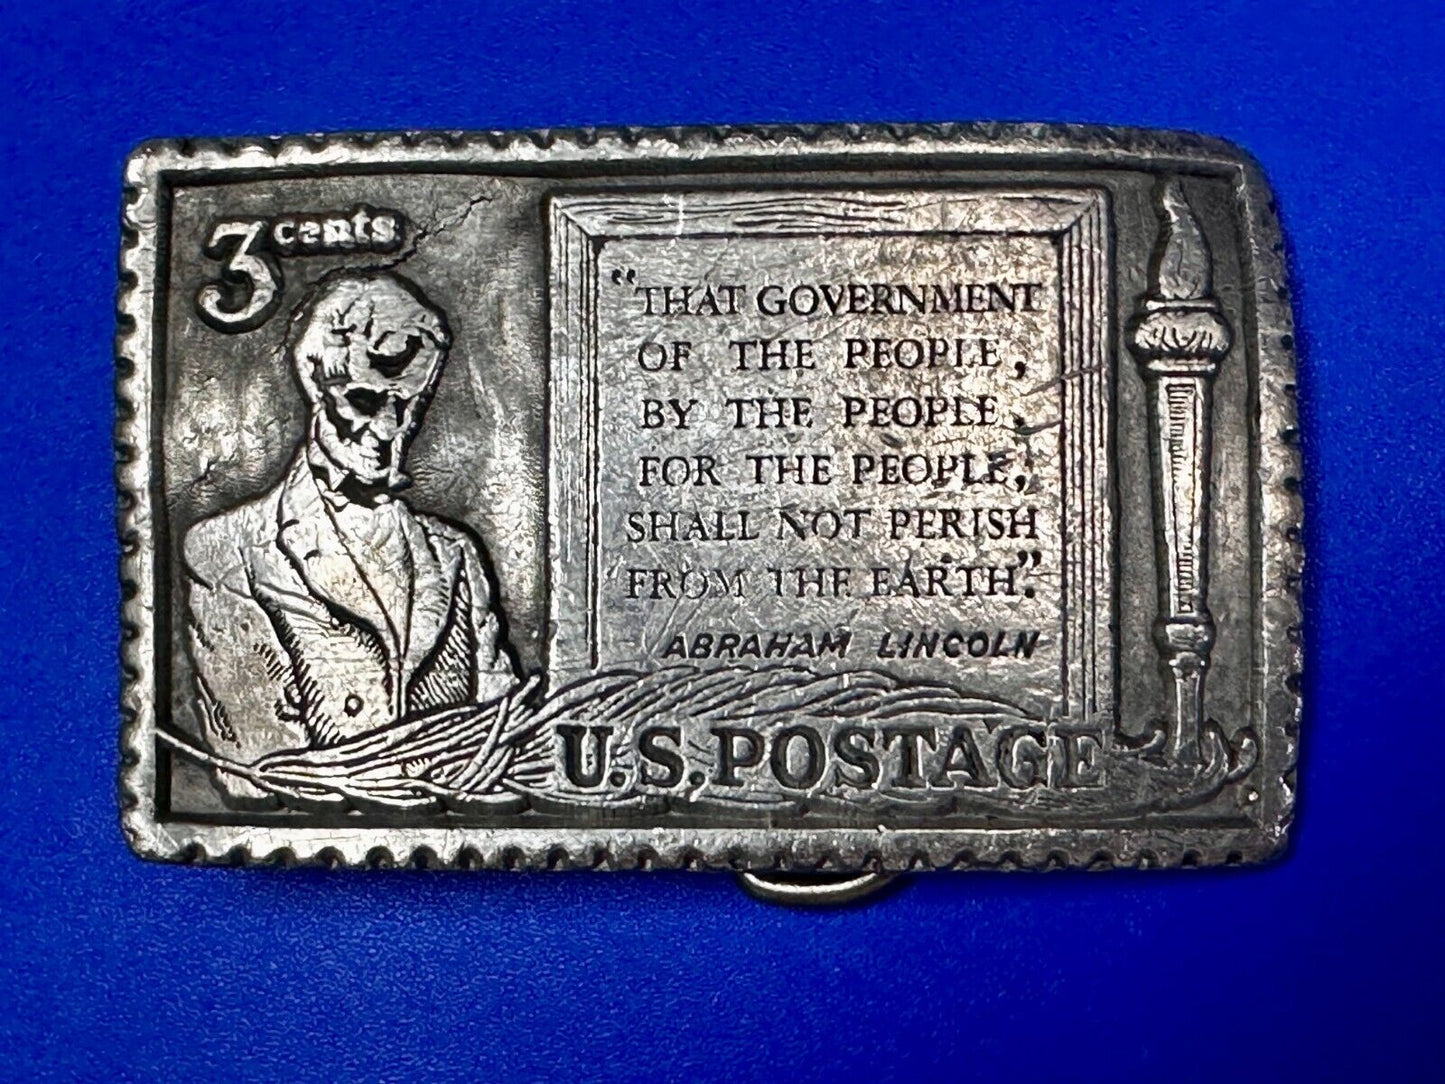 3 cents
“THAT GOVERNMENT
OF THE PEOPLE,
BY THE PEOPLE,
FOR THE PEOPLE,
SHALL NOT PERISH
FROM THE EARTH”.
ABRAHAM LINCOLN
U.S. POSTAGE